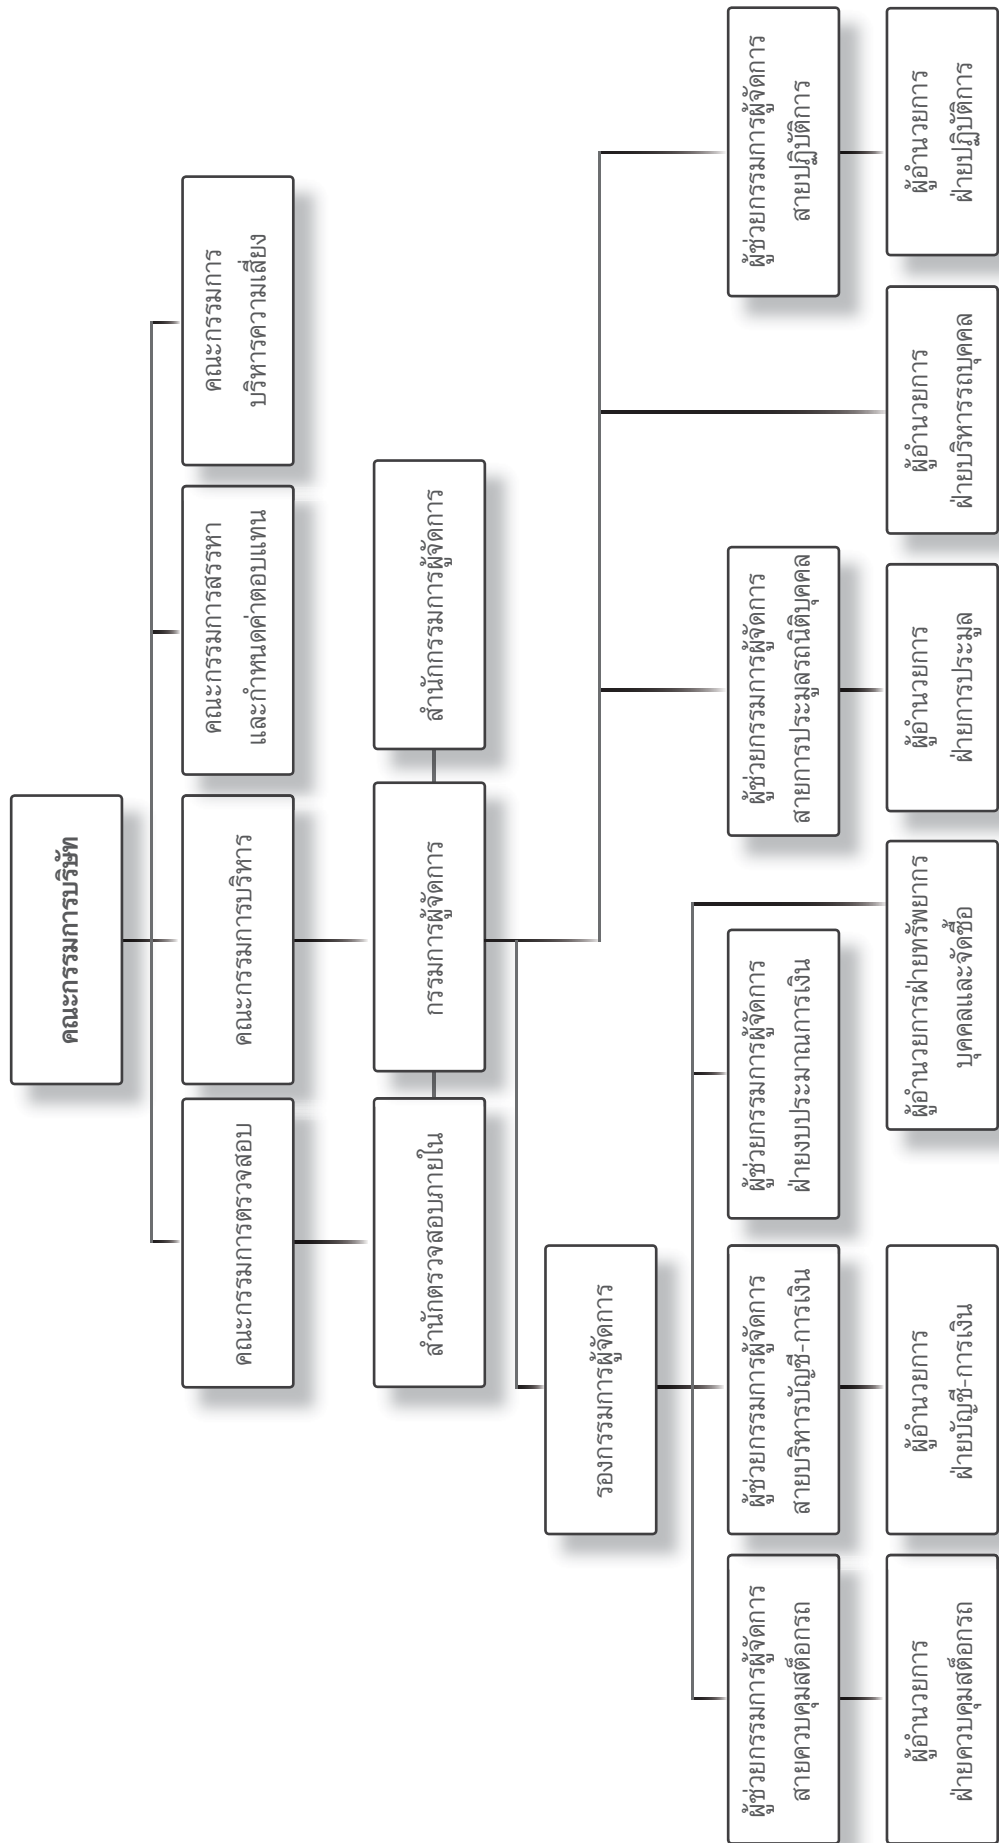 คณะกรรมการบริษัท
คณะกรรมการตรวจสอบ
คณะกรรมการบริหาร
คณะกรรมการสรรหา
และกำหนดค่าตอบแทน
คณะกรรมการ
บริหารความเสี่ยง
สำนักตรวจสอบภายใน
กรรมการผู้จัดการ
สำนักกรรมการผู้จัดการ
รองกรรมการผู้จัดการ
ผู้ช่วยกรรมการผู้จัดการ
สายควบคุมสต็อกรถ
ผู้ช่วยกรรมการผู้จัดการ
สายบริหารบัญชี-การเงิน
ผู้ช่วยกรรมการผู้จัดการ
ฝ่ายงบประมาณการเงิน
ผู้ช่วยกรรมการผู้จัดการ
สายการประมูลรถนิติบุคคล
ผู้ช่วยกรรมการผู้จัดการ
สายปฏิบัติการ
ผู้อำนวยการ
ฝ่ายควบคุมสต็อกรถ
ผู้อำนวยการ
ฝ่ายบัญชี-การเงิน
ผู้อำนวยการฝ่ายทรัพยากร
บุคคลและจัดซื้อ
ผู้อำนวยการ
ฝ่ายการประมูล
ผู้อำนวยการ
ฝ่ายบริหารรถบุคคล
ผู้อำนวยการ
ฝ่ายปฏิบัติการ